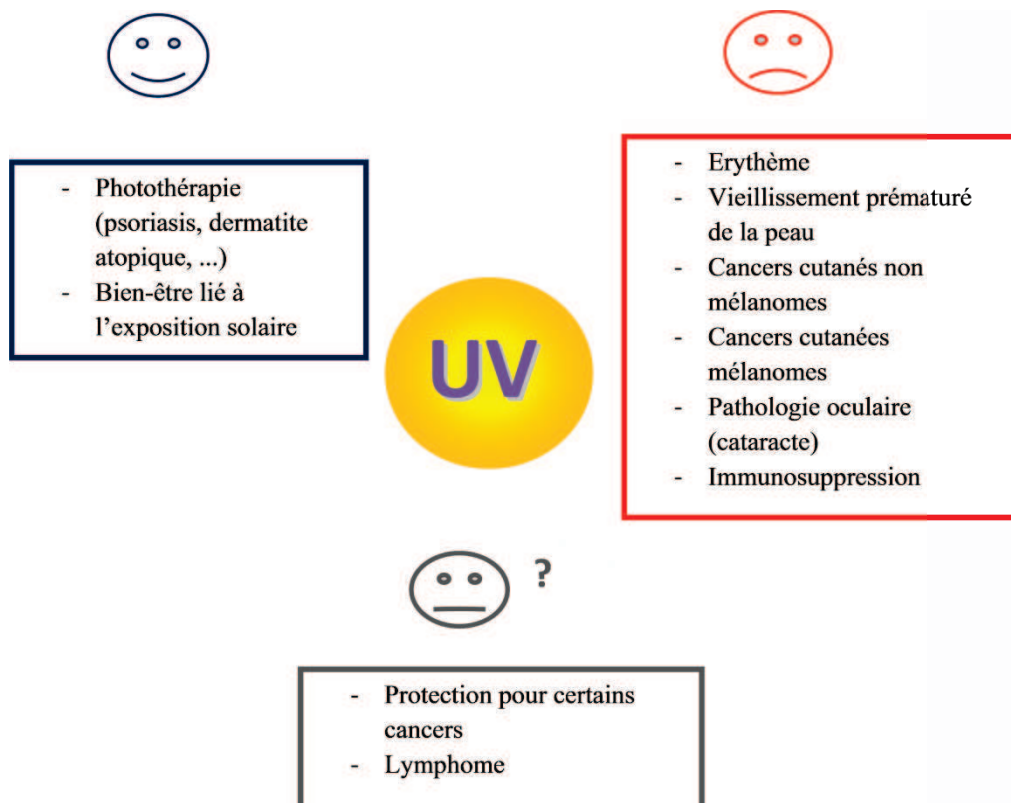 - Photothérapie
(psoriasis, dermatite
atopique, ...)
- Bien-être lié à
l'exposition solaire
- Erythème
- Vieillissement prématuré
de la peau
- Cancers cutanés non
mélanomes
- Cancers cutanées
mélanomes
- Pathologie oculaire
(cataracte)
- Immunosuppression
UV
?
- Protection pour certains
cancers
- Lymphome